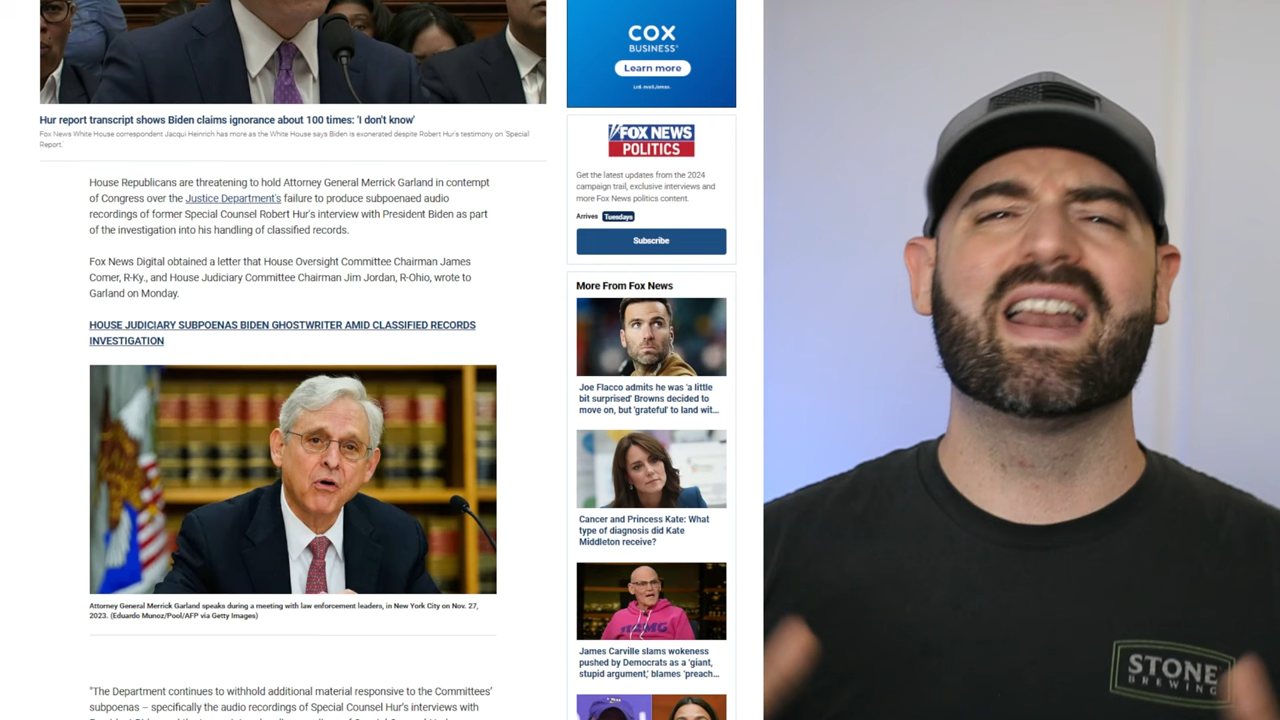 Hur report transcript shows Biden claims ignorance about 100 times: 'I don't know'
Fox News White House correspondent Jacqui Heinrich has more as the White House says Biden is exonerated despite Robert Hur's testimony on 'Special
Report.'
House Republicans are threatening to hold Attorney General Merrick Garland in contempt
of Congress over the Justice Department's failure to produce subpoenaed audio
recordings of former Special Counsel Robert Hur's interview with President Biden as part
of the investigation into his handling of classified records.
Fox News Digital obtained a letter that House Oversight Committee Chairman James
Comer, R-Ky., and House Judiciary Committee Chairman Jim Jordan, R-Ohio, wrote to
Garland on Monday.
HOUSE JUDICIARY SUBPOENAS BIDEN GHOSTWRITER AMID CLASSIFIED RECORDS
INVESTIGATION
Attorney General Merrick Garland speaks during a meeting with law enforcement leaders, in New York City on Nov. 27,
2023. (Eduardo Munoz/Pool/AFP via Getty Images)
"The Department continues to withhold additional material responsive to the Committees'
subpoenas – specifically the audio recordings of Special Counsel Hur's interviews with
COX
BUSINESS
Learn more
FOX NEWS
POLITICS
Get the latest updates from the 2024
campaign trail, exclusive interviews and
more Fox News politics content.
Arrives Tuesdays
Subscribe
More From Fox News
Joe Flacco admits he was 'a little
bit surprised' Browns decided to
move on, but 'grateful' to land wit...
Cancer and Princess Kate: What
type of diagnosis did Kate
Middleton receive?
James Carville slams wokeness
pushed by Democrats as a 'giant,
stupid argument,' blames 'preach...
STONE
BREWING